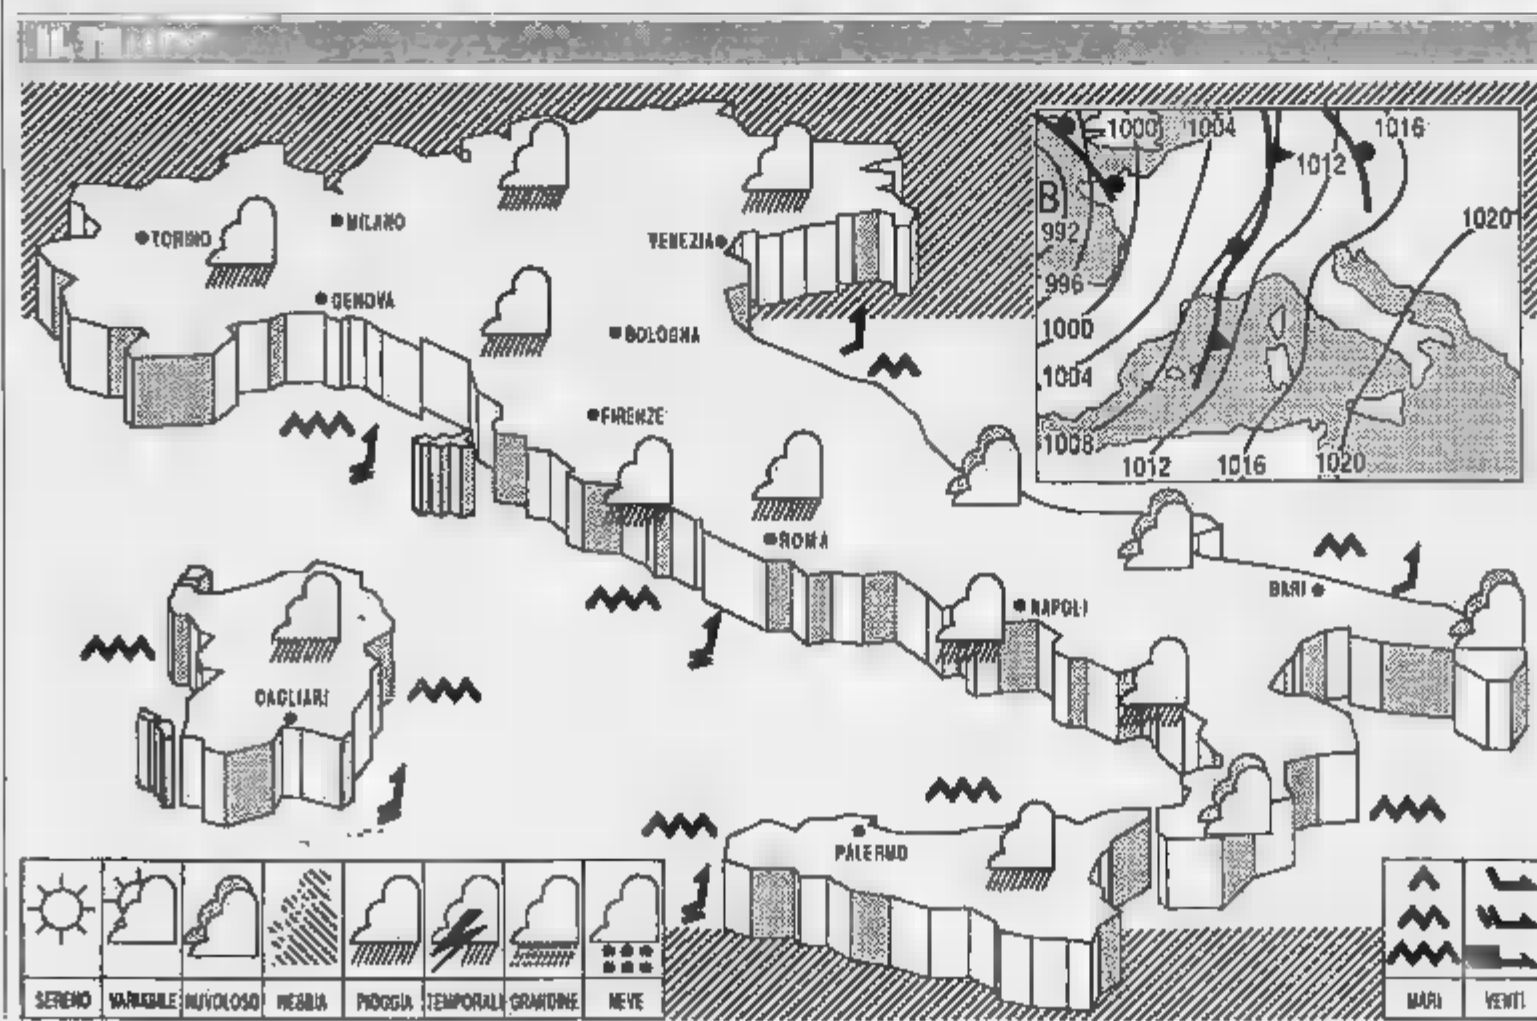 1000
1004
1016
1012
B
992
996
1000
1004
1008
1020
1012
1016
1020
TORINO
MILANO
VENEZIA
GENOVA
BOLOGNA
FIRENZE
ROMA
NAPOLI
BARI
CAGLIARI
PALERMO
SERENO
VARIABILE
NUVOLOSO
NEBBIA
PIOGGIA
TEMPORALI
GRANDINE
NEVE
MARI
VENTI